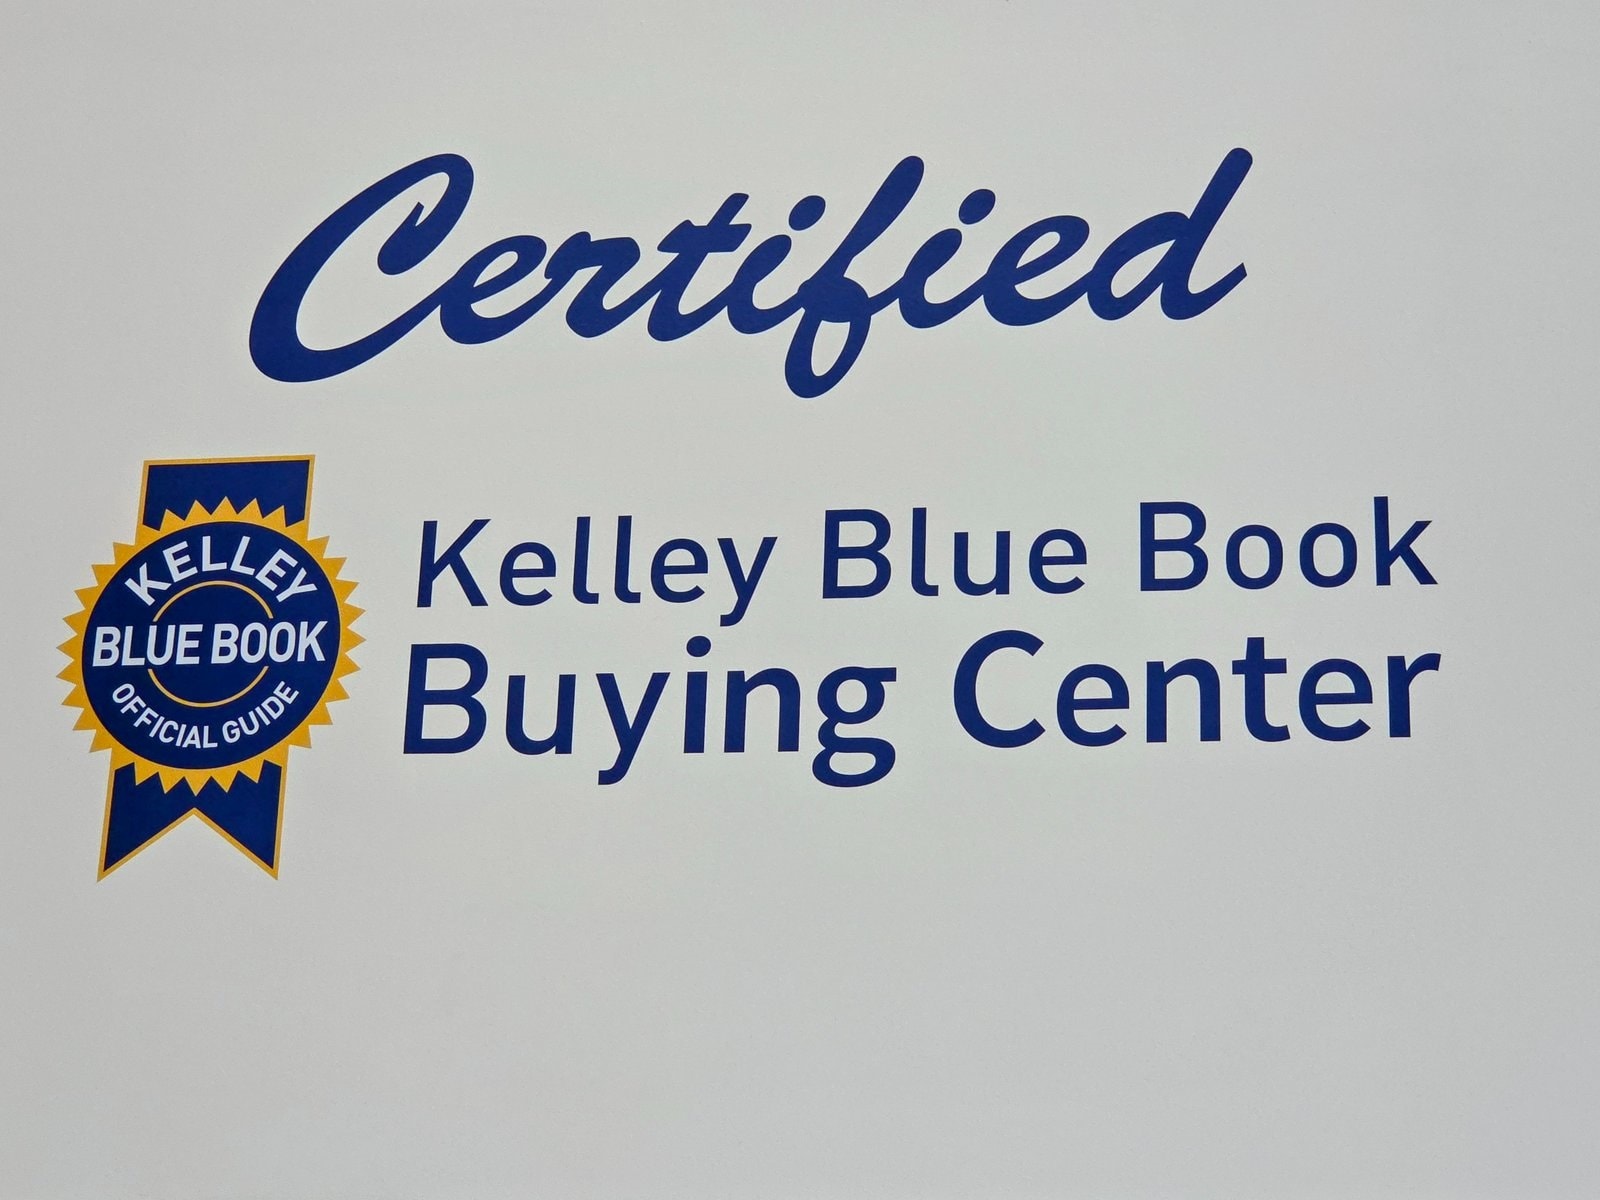 Certified
KELLEY
BLUE BOOK
OFFICIAL GUIDE
Kelley Blue Book
Buying Center